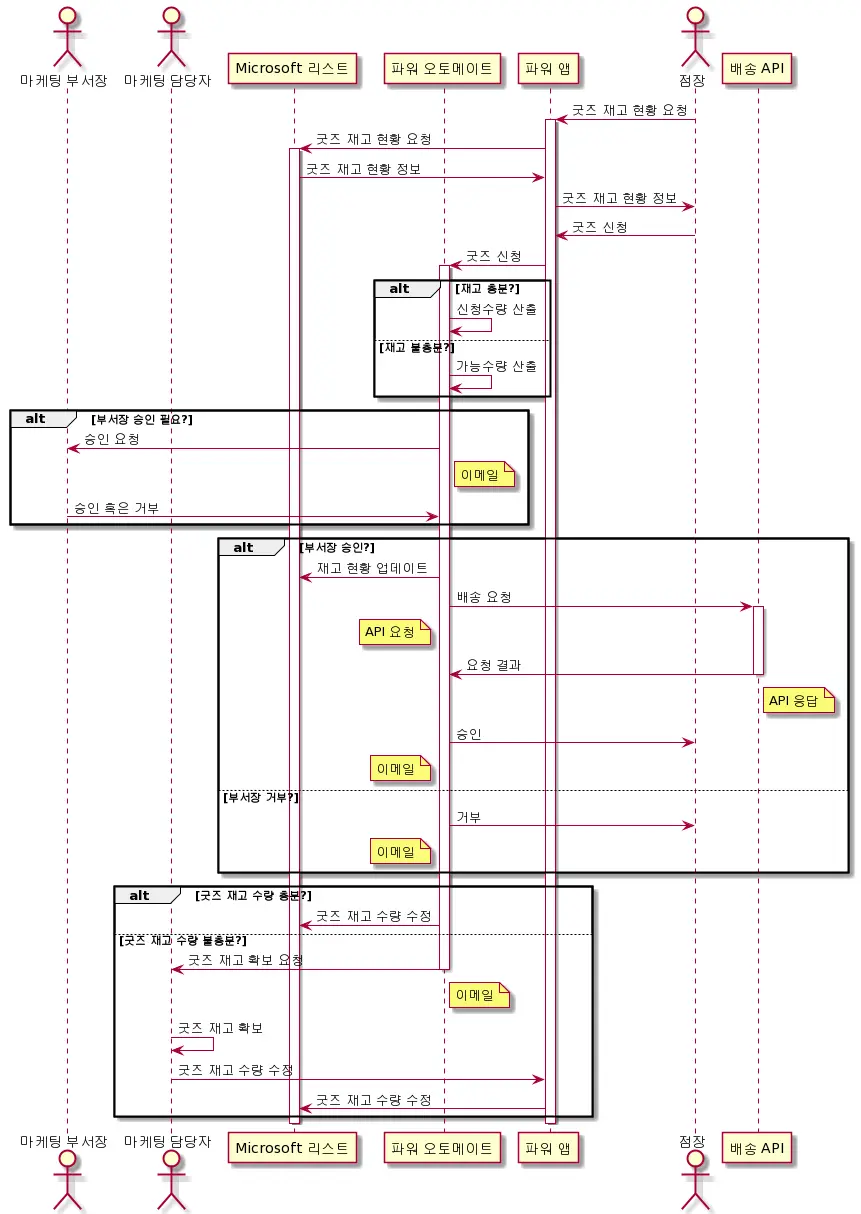 마케팅 부서장
마케팅 담당자
Microsoft 리스트
파워 오토메이트
파워 앱
점장
배송 API
굿즈 재고 현황 요청
굿즈 재고 현황 요청
굿즈 재고 현황 정보
굿즈 재고 현황 정보
굿즈 신청
굿즈 신청
alt
[재고 충분?]
신청수량 산출
[재고 불충분?]
가능수량 산출
alt
[부서장 승인 필요?]
승인 요청
이메일
승인 혹은 거부
alt
[부서장 승인?]
재고 현황 업데이트
배송 요청
API 요청
요청 결과
API 응답
승인
이메일
[부서장 거부?]
거부
이메일
alt
[굿즈 재고 수량 충분?]
굿즈 재고 수량 수정
[굿즈 재고 수량 불충분?]
굿즈 재고 확보 요청
이메일
굿즈 재고 확보
굿즈 재고 수량 수정
굿즈 재고 수량 수정
마케팅 부서장
마케팅 담당자
Microsoft 리스트
파워 오토메이트
파워 앱
점장
배송 API